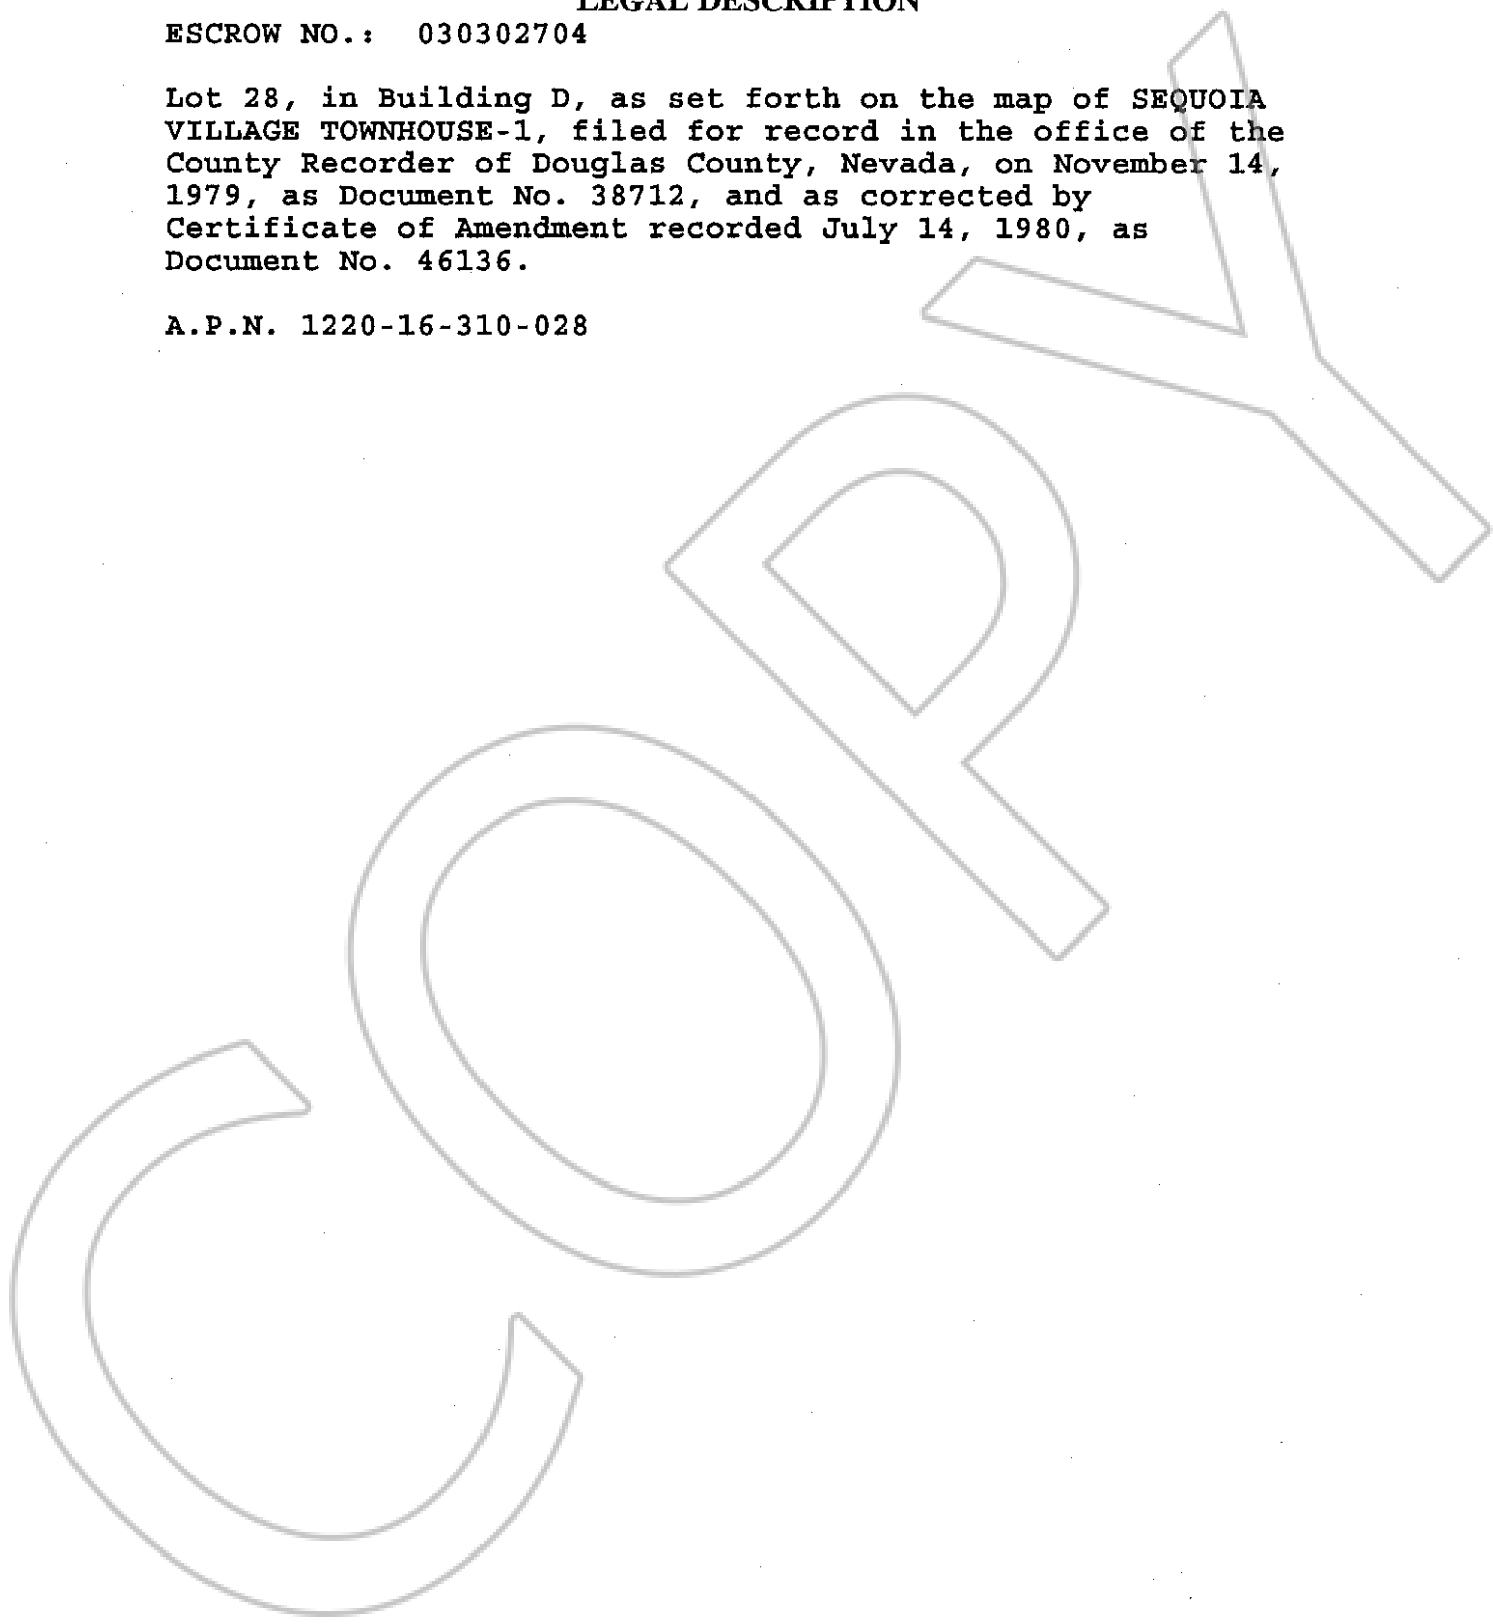 LEGAL DESCRIPTION
ESCROW NO.: 030302704
Lot 28, in Building D, as set forth on the map of SEQUOIA
VILLAGE TOWNHOUSE-1, filed for record in the office of the
County Recorder of Douglas County, Nevada, on November 14,
1979, as Document No. 38712, and as corrected by
Certificate of Amendment recorded July 14, 1980, as
Document No. 46136.
A.P.N. 1220-16-310-028
COPY